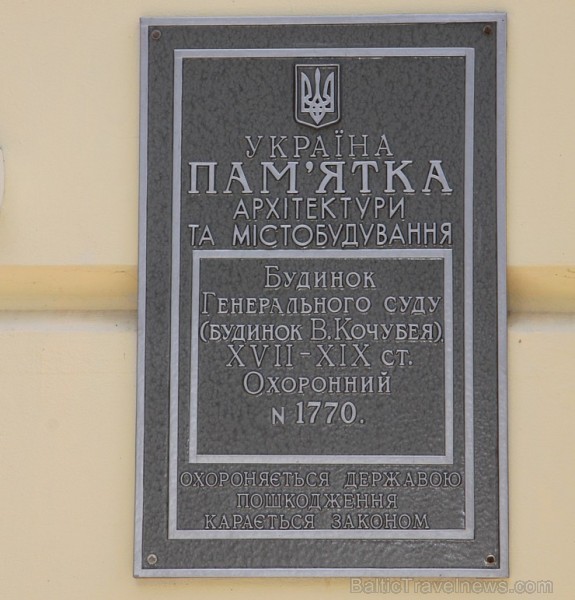 УКРАЇНА
ПАМ'ЯТКА
АРХІТЕКТУРИ
ТА МІСТОБУДУВАННЯ
Будинок
Генерального суду
(будинок В.Кочубея).
XVII-XIX ст.
Охоронний
N 1770.
ОХОРОНЯЄТЬСЯ ДЕРЖАВОЮ
ПОШКОДЖЕННЯ
КАРАЄТЬСЯ ЗАКОНОМ
BalticTravelnews.com